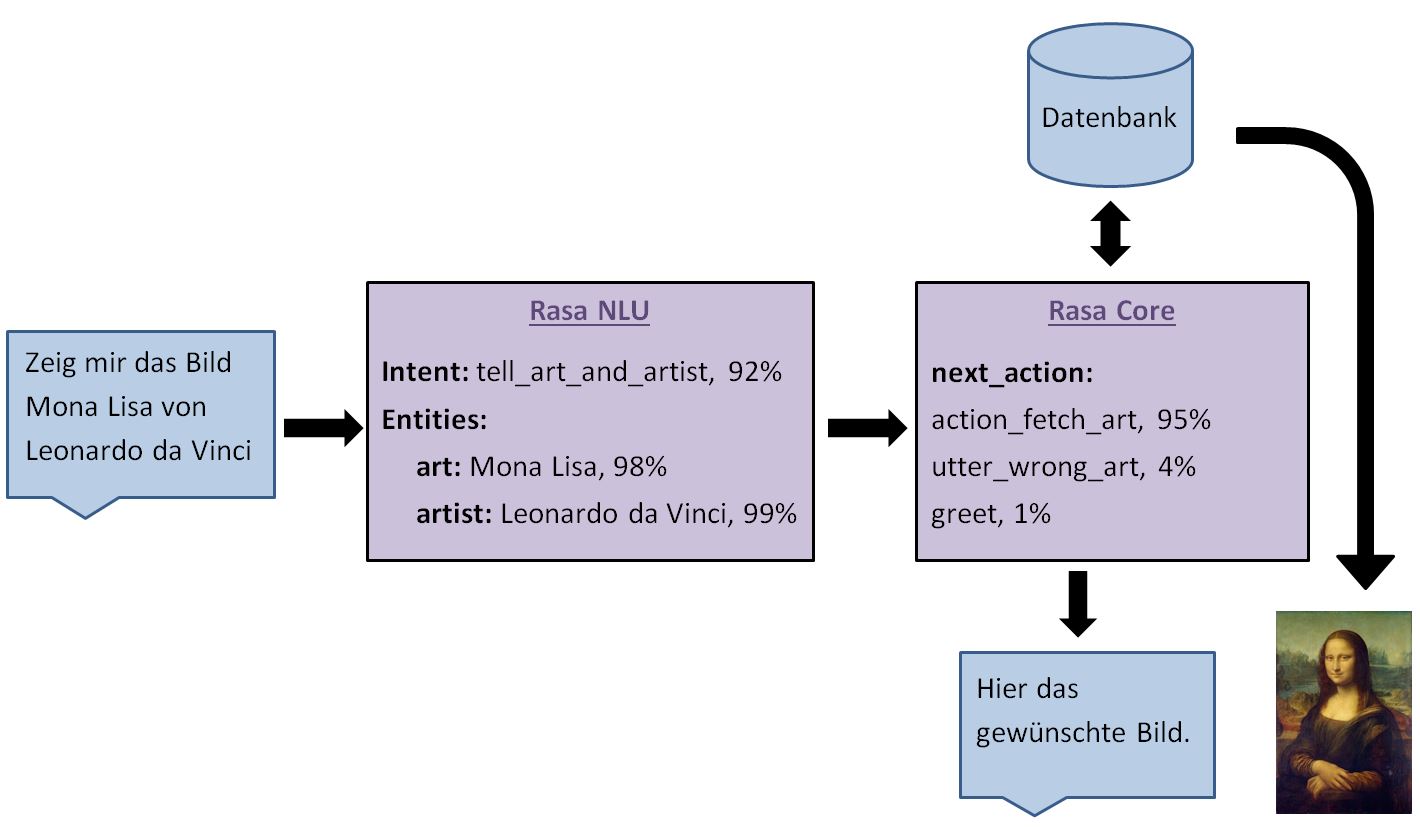 Datenbank
Zeig mir das Bild
Mona Lisa von
Leonardo da Vinci
Rasa NLU
Intent: tell_art_and_artist, 92%
Entities:
art: Mona Lisa, 98%
artist: Leonardo da Vinci, 99%
Rasa Core
next_action:
action_fetch_art, 95%
utter_wrong_art, 4%
greet, 1%
Hier das
gewünschte Bild.